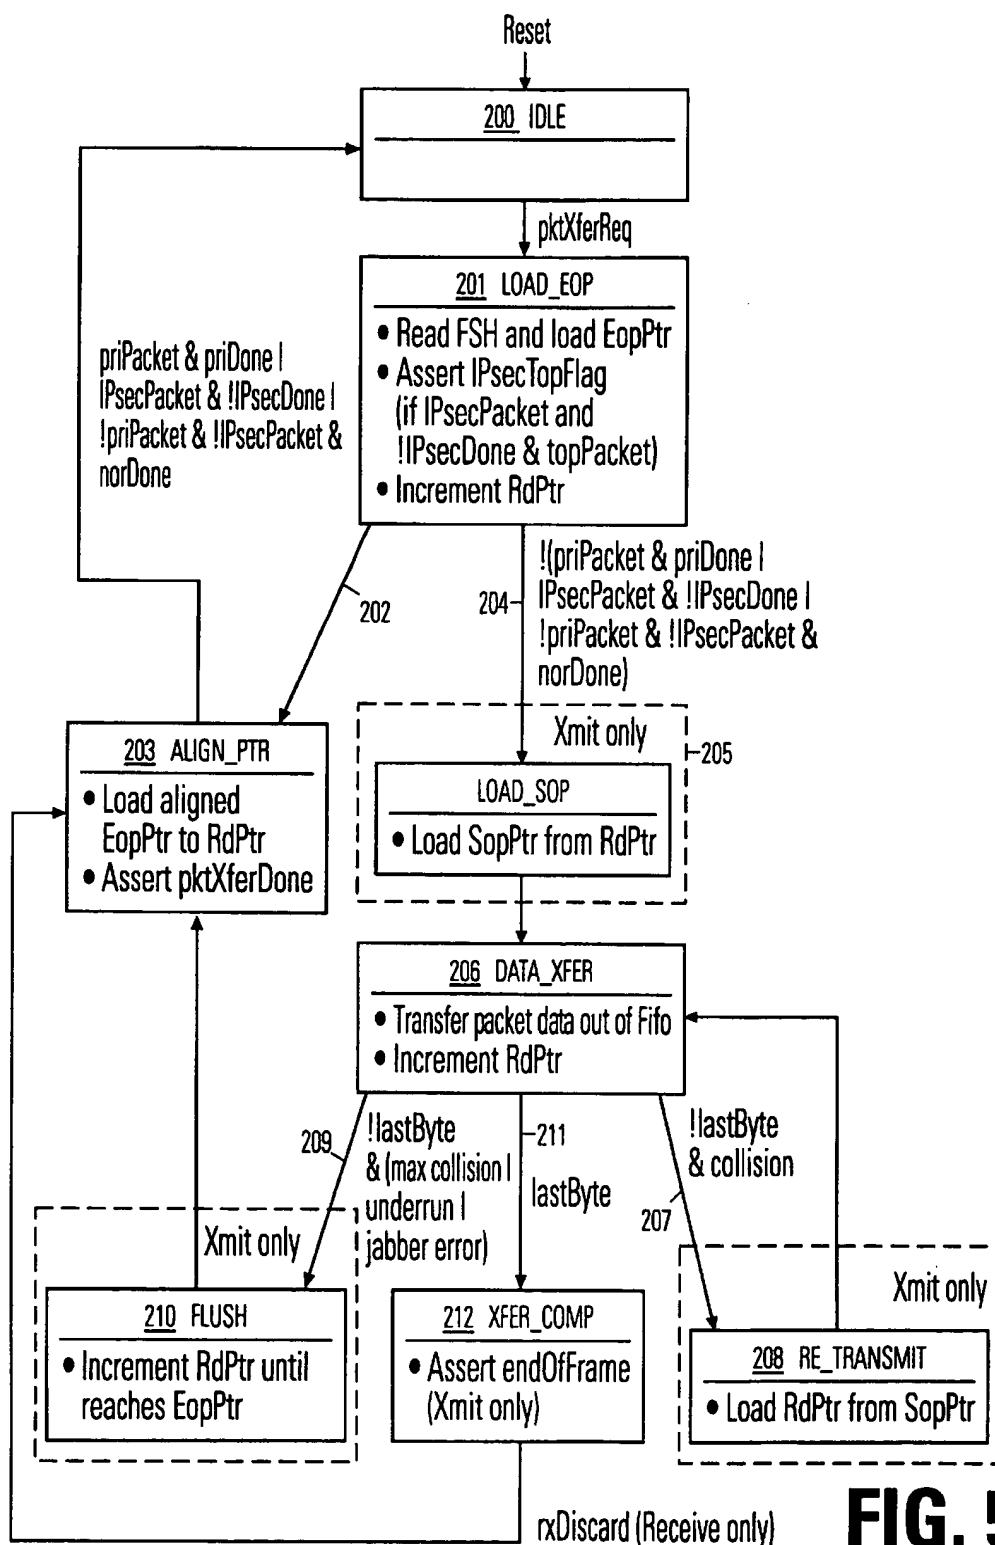 Reset
200 IDLE
pktXferReq
201 LOAD_EOP
• Read FSH and load EopPtr
• Assert IPsecTopFlag
(if IPsecPacket and
!IPsecDone & topPacket)
• Increment RdPtr
priPacket & priDone |
IPsecPacket & !IPsecDone |
!priPacket & !IPsecPacket &
norDone
202
204
!(priPacket & priDone |
IPsecPacket & !IPsecDone |
!priPacket & !IPsecPacket &
norDone)
203 ALIGN_PTR
• Load aligned
EopPtr to RdPtr
• Assert pktXferDone
Xmit only
205
LOAD_SOP
• Load SopPtr from RdPtr
206 DATA_XFER
• Transfer packet data out of Fifo
• Increment RdPtr
209
!lastByte
& (max collision |
underrun |
jabber error)
211
lastByte
!lastByte
& collision
207
Xmit only
210 FLUSH
• Increment RdPtr until
reaches EopPtr
212 XFER_COMP
• Assert endOfFrame
(Xmit only)
Xmit only
208 RE_TRANSMIT
• Load RdPtr from SopPtr
rxDiscard (Receive only)
FIG. 5